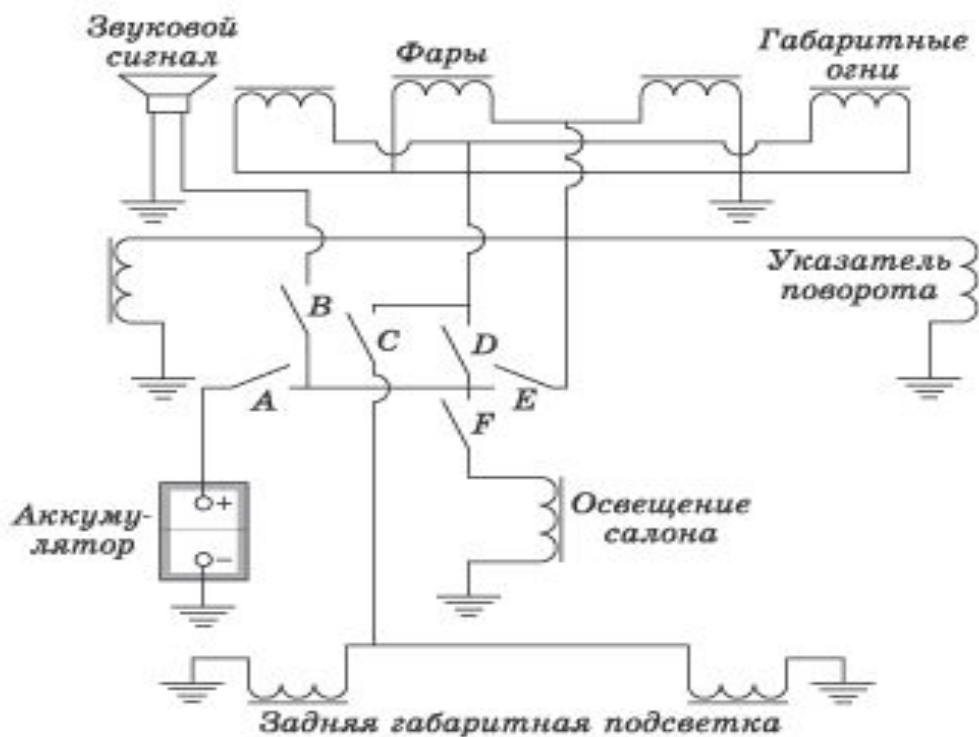 Звуковой
сигнал
Фары
Габаритные
огни
Указатель
поворота
B
C
D
A
E
F
Аккуму-
лятор
+
−
Освещение
салона
Задняя габаритная подсветка